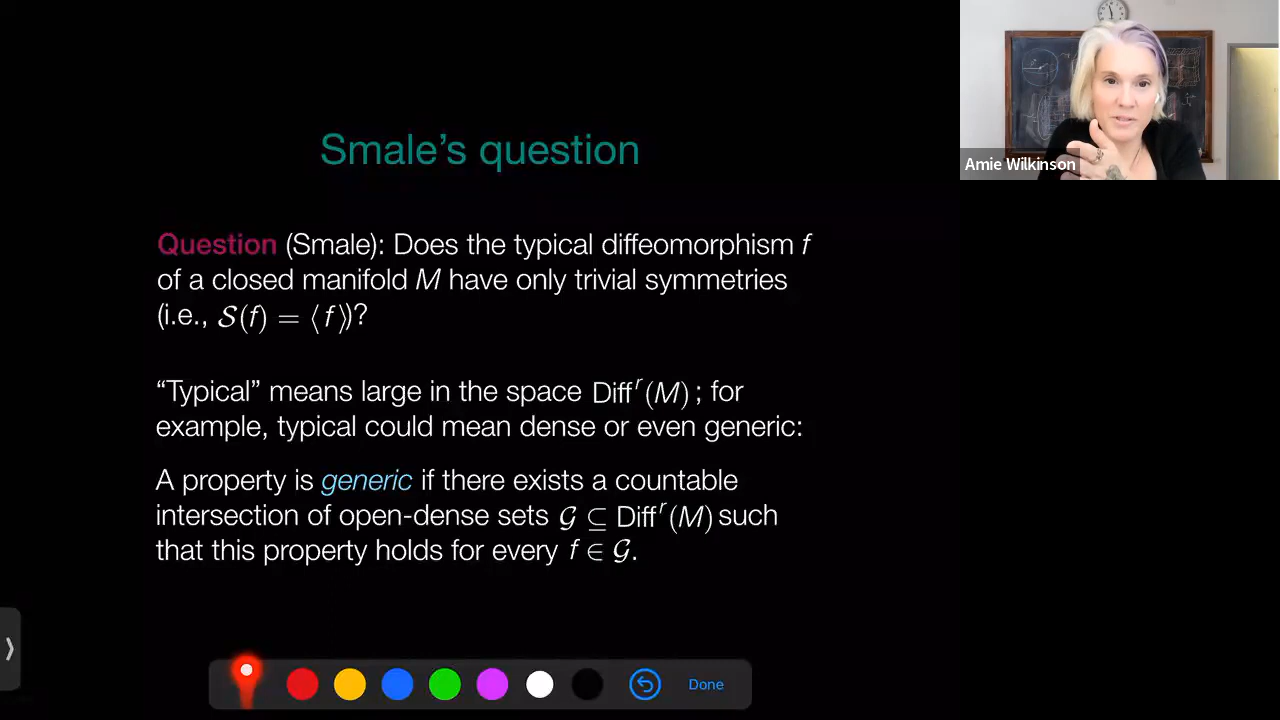 Smale’s question
Amie Wilkinson
Question (Smale): Does the typical diffeomorphism f
of a closed manifold M have only trivial symmetries
(i.e., 𝒮(f) = ⟨f⟩)?
“Typical” means large in the space Diffʳ(M); for
example, typical could mean dense or even generic:
A property is generic if there exists a countable
intersection of open-dense sets 𝒢 ⊆ Diffʳ(M) such
that this property holds for every f ∈ 𝒢.
Done